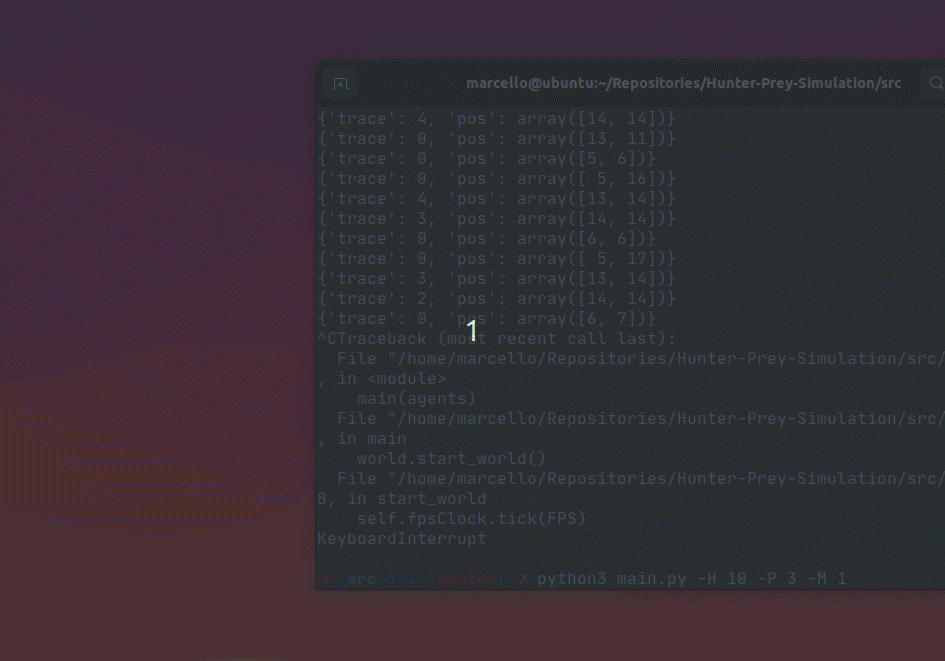 marcello@ubuntu:~/Repositories/Hunter-Prey-Simulation/src
{'trace': 4, 'pos': array([14, 14])}
{'trace': 0, 'pos': array([13, 11])}
{'trace': 0, 'pos': array([5, 6])}
{'trace': 0, 'pos': array([ 5, 16])}
{'trace': 4, 'pos': array([13, 14])}
{'trace': 3, 'pos': array([14, 14])}
{'trace': 0, 'pos': array([6, 6])}
{'trace': 0, 'pos': array([ 5, 17])}
{'trace': 3, 'pos': array([13, 14])}
{'trace': 2, 'pos': array([14, 14])}
{'trace': 0, 'pos': array([6, 7])}
1
^CTraceback (most recent call last):
  File "/home/marcello/Repositories/Hunter-Prey-Simulation/src/
, in <module>
    main(agents)
  File "/home/marcello/Repositories/Hunter-Prey-Simulation/src/
, in main
    world.start_world()
  File "/home/marcello/Repositories/Hunter-Prey-Simulation/src/
8, in start_world
    self.fpsClock.tick(FPS)
KeyboardInterrupt
→ src git:(master) ✗ python3 main.py -H 10 -P 3 -M 1